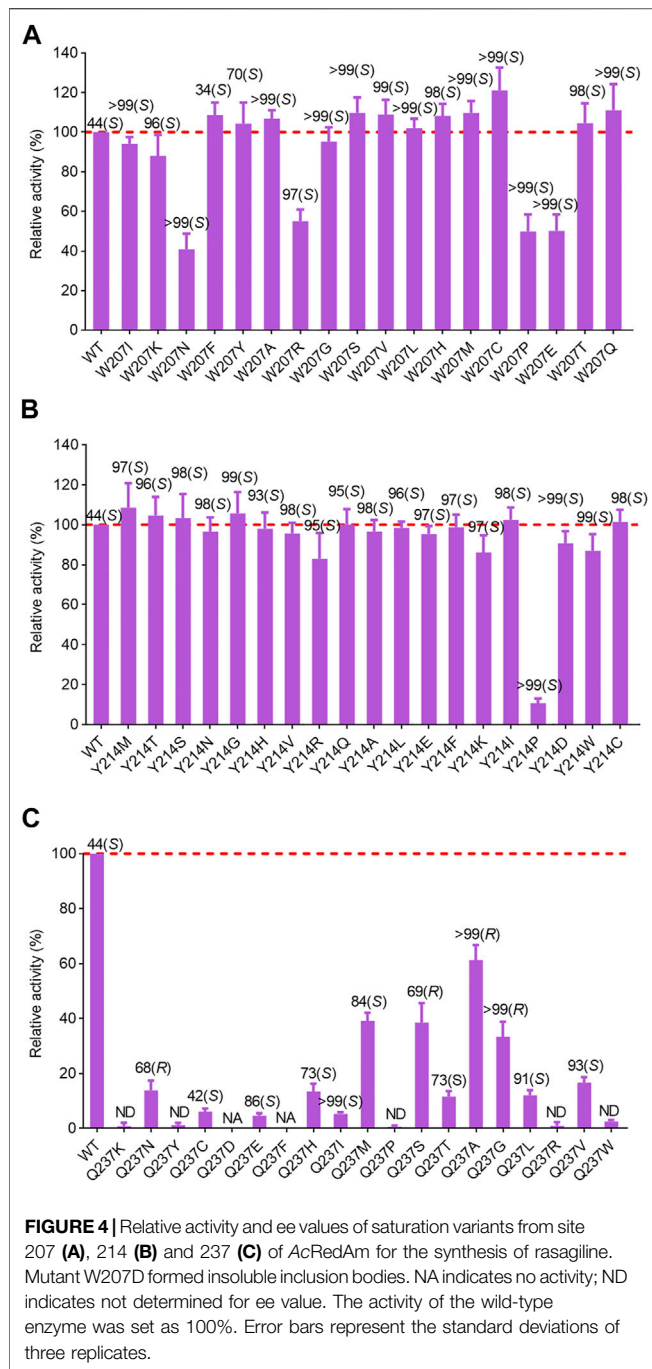 A
Relative activity (%)
140
120
100
80
60
40
20
0
44(S)
>99(S)
96(S)
>99(S)
34(S)
70(S)
>99(S)
97(S)
>99(S)
>99(S)
99(S)
>99(S)
98(S)
>99(S)
>99(S)
>99(S)
>99(S)
98(S)
>99(S)
WT
W207I
W207K
W207N
W207F
W207Y
W207A
W207R
W207G
W207S
W207V
W207L
W207H
W207M
W207C
W207P
W207E
W207T
W207Q
B
Relative activity (%)
140
120
100
80
60
40
20
0
44(S)
97(S)
96(S)
98(S)
98(S)
99(S)
93(S)
98(S)
95(S)
95(S)
98(S)
96(S)
97(S)
97(S)
97(S)
98(S)
>99(S)
>99(S)
99(S)
98(S)
WT
Y214M
Y214T
Y214S
Y214N
Y214G
Y214H
Y214V
Y214R
Y214Q
Y214A
Y214L
Y214E
Y214F
Y214K
Y214I
Y214P
Y214D
Y214W
Y214C
C
Relative activity (%)
100
80
60
40
20
0
44(S)
ND
68(R)
ND
42(S)
NA
86(S)
NA
73(S)
>99(S)
84(S)
ND
69(R)
73(S)
>99(R)
>99(R)
91(S)
ND
93(S)
ND
WT
Q237K
Q237N
Q237Y
Q237C
Q237D
Q237E
Q237F
Q237H
Q237I
Q237M
Q237P
Q237S
Q237T
Q237A
Q237G
Q237L
Q237R
Q237V
Q237W
FIGURE 4 | Relative activity and ee values of saturation variants from site
207 (A), 214 (B) and 237 (C) of AcRedAm for the synthesis of rasagiline.
Mutant W207D formed insoluble inclusion bodies. NA indicates no activity; ND
indicates not determined for ee value. The activity of the wild-type
enzyme was set as 100%. Error bars represent the standard deviations of
three replicates.